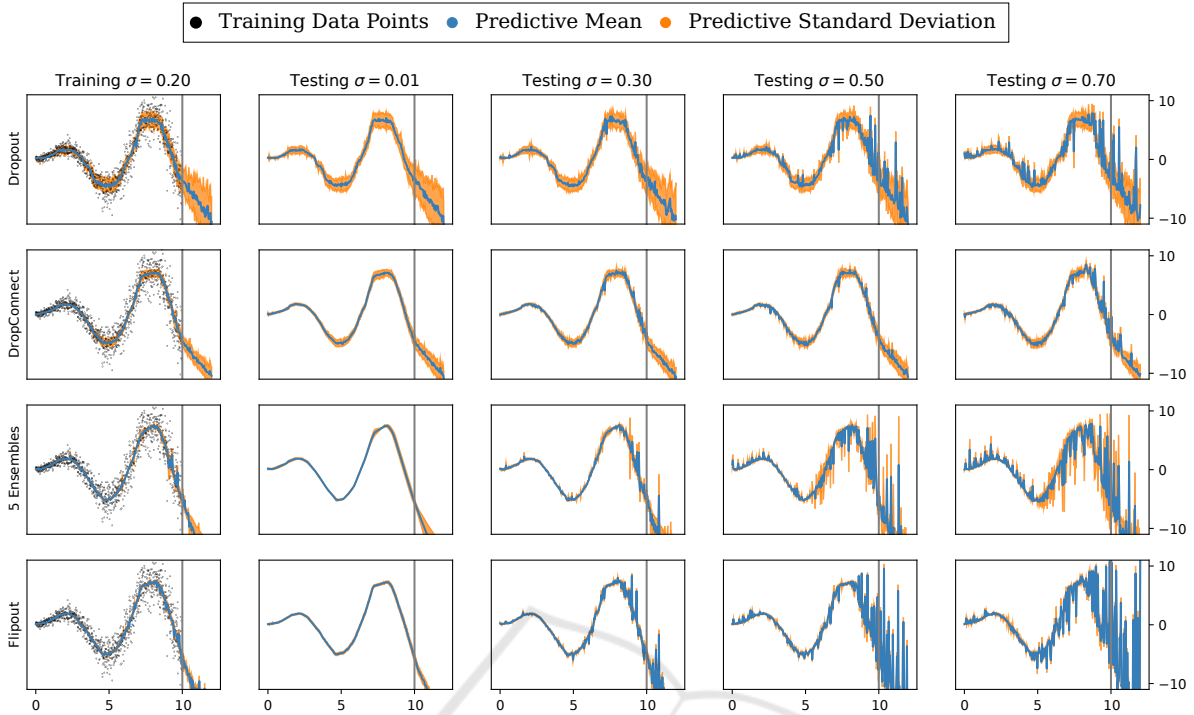 Training Data Points Predictive Mean Predictive Standard Deviation
Training σ = 0.20 Testing σ = 0.01 Testing σ = 0.30 Testing σ = 0.50 Testing σ = 0.70
Dropout
10
0
−10
DropConnect
10
0
−10
5 Ensembles
10
0
−10
Flipout
10
0
−10
0 5 10 0 5 10 0 5 10 0 5 10 0 5 10